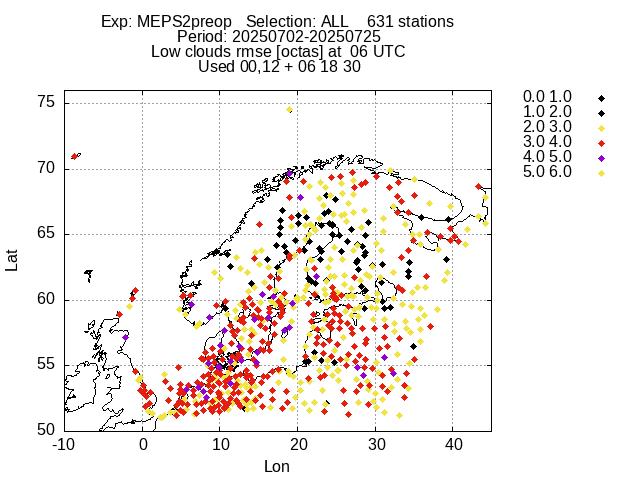 Exp: MEPS2preop   Selection: ALL    631 stations
Period: 20250702-20250725
Low clouds rmse [octas] at  06 UTC
Used 00,12 + 06 18 30
0.0 1.0
1.0 2.0
2.0 3.0
3.0 4.0
4.0 5.0
5.0 6.0
75
70
65
60
55
50
Lat
-10 0 10 20 30 40
Lon